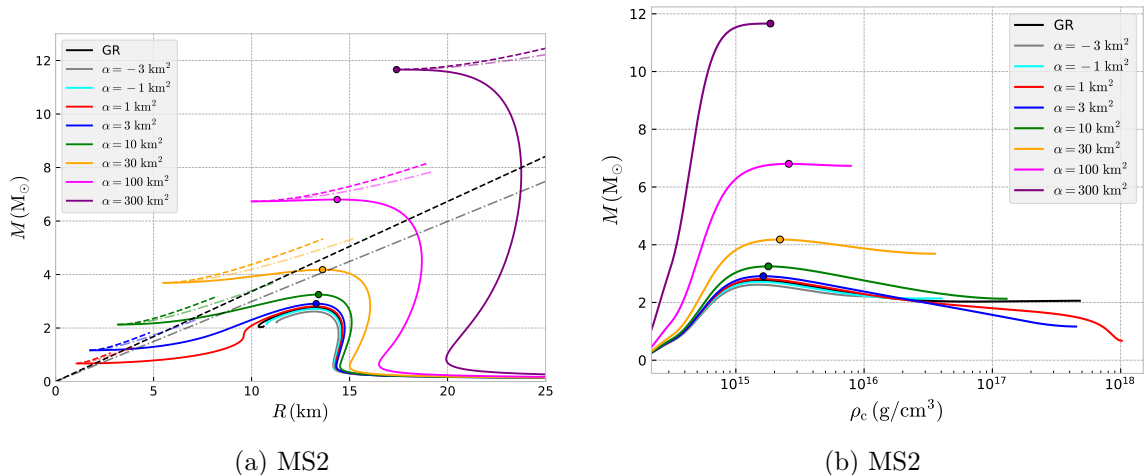 M (M⊙)
12
10
8
6
4
2
0
0 5 10 15 20 25
R (km)
GR
α = − 3 km²
α = − 1 km²
α = 1 km²
α = 3 km²
α = 10 km²
α = 30 km²
α = 100 km²
α = 300 km²
(a) MS2
M (M⊙)
12
10
8
6
4
2
0
10¹⁵ 10¹⁶ 10¹⁷ 10¹⁸
ρc (g/cm³)
GR
α = − 3 km²
α = − 1 km²
α = 1 km²
α = 3 km²
α = 10 km²
α = 30 km²
α = 100 km²
α = 300 km²
(b) MS2